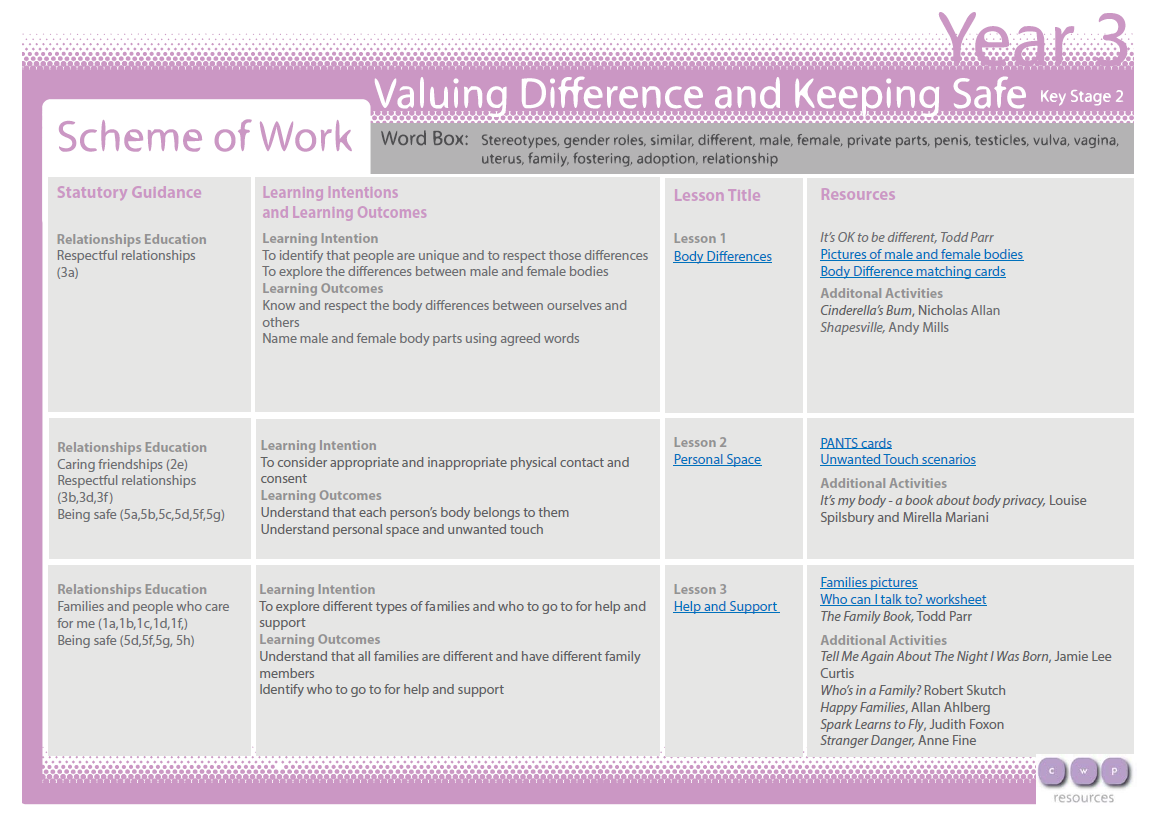 Year 3
Valuing Difference and Keeping Safe Key Stage 2
Scheme of Work
Word Box: Stereotypes, gender roles, similar, different, male, female, private parts, penis, testicles, vulva, vagina,
uterus, family, fostering, adoption, relationship
Statutory Guidance
Learning Intentions
and Learning Outcomes
Lesson Title
Resources
Relationships Education
Respectful relationships
(3a)
Learning Intention
To identify that people are unique and to respect those differences
To explore the differences between male and female bodies
Learning Outcomes
Know and respect the body differences between ourselves and
others
Name male and female body parts using agreed words
Lesson 1
Body Differences
It's OK to be different, Todd Parr
Pictures of male and female bodies
Body Difference matching cards
Additonal Activities
Cinderella's Bum, Nicholas Allan
Shapesville, Andy Mills
Relationships Education
Caring friendships (2e)
Respectful relationships
(3b,3d,3f)
Being safe (5a,5b,5c,5d,5f,5g)
Learning Intention
To consider appropriate and inappropriate physical contact and
consent
Learning Outcomes
Understand that each person's body belongs to them
Understand personal space and unwanted touch
Lesson 2
Personal Space
PANTS cards
Unwanted Touch scenarios
Additional Activities
It's my body - a book about body privacy, Louise
Spilsbury and Mirella Mariani
Relationships Education
Families and people who care
for me (1a,1b,1c,1d,1f,)
Being safe (5d,5f,5g, 5h)
Learning Intention
To explore different types of families and who to go to for help and
support
Learning Outcomes
Understand that all families are different and have different family
members
Identify who to go to for help and support
Lesson 3
Help and Support
Families pictures
Who can I talk to? worksheet
The Family Book, Todd Parr
Additional Activities
Tell Me Again About The Night I Was Born, Jamie Lee
Curtis
Who's in a Family? Robert Skutch
Happy Families, Allan Ahlberg
Spark Learns to Fly, Judith Foxon
Stranger Danger, Anne Fine
c w p
resources